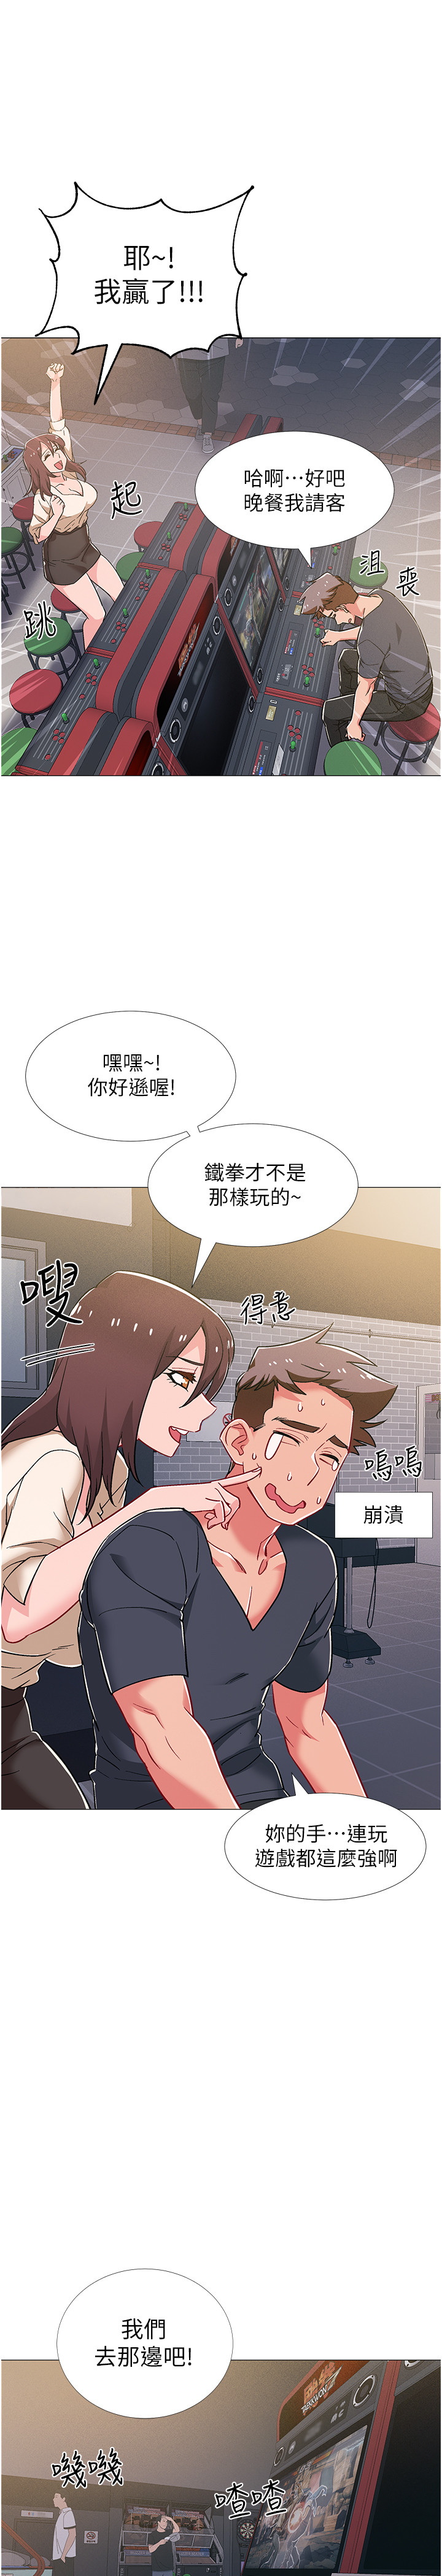 耶~!
我贏了!!!
哈啊…好吧
晚餐我請客
起
跳
沮
喪
嘿嘿~!
你好遜喔!
鐵拳才不是
那樣玩的~
嗖
得意
嗚嗚
崩潰
妳的手…連玩
遊戲都這麼強啊
我們
去那邊吧!
嘰嘰
喳喳